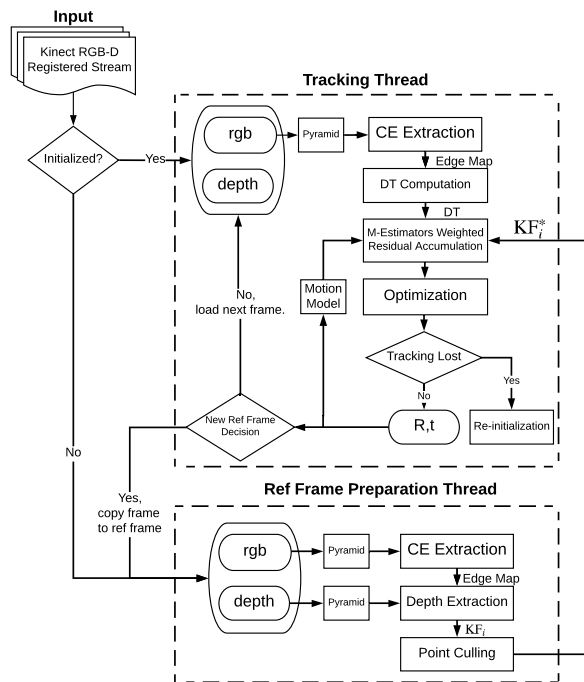 Input
Kinect RGB-D
Registered Stream
Initialized?
Yes
No
Tracking Thread
rgb
depth
Pyramid
CE Extraction
Edge Map
DT Computation
DT
M-Estimators Weighted
Residual Accumulation
KF*i
Motion
Model
Optimization
No,
load next frame.
Tracking Lost
Yes
No
New Ref Frame
Decision
R,t
Re-initialization
Yes,
copy frame
to ref frame
Ref Frame Preparation Thread
rgb
Pyramid
CE Extraction
Edge Map
depth
Pyramid
Depth Extraction
KFi
Point Culling